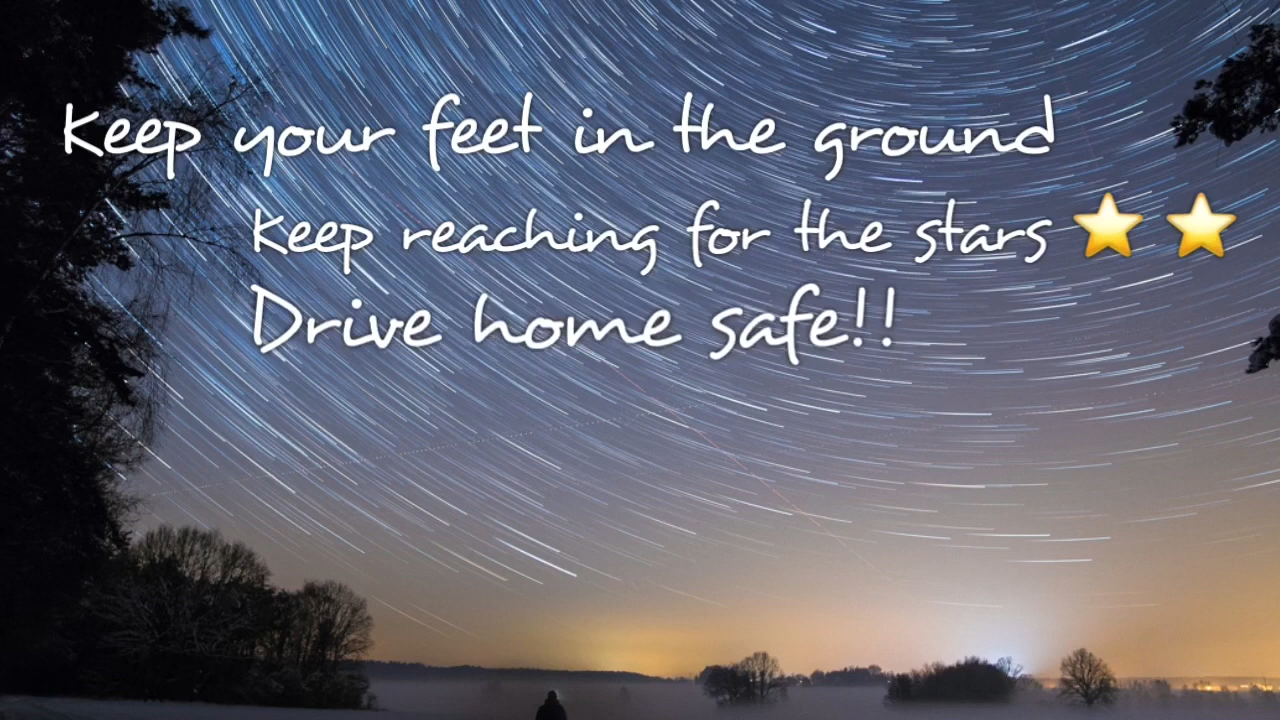 Keep your feet in the ground
Keep reaching for the stars ⭐ ⭐
Drive home safe!!